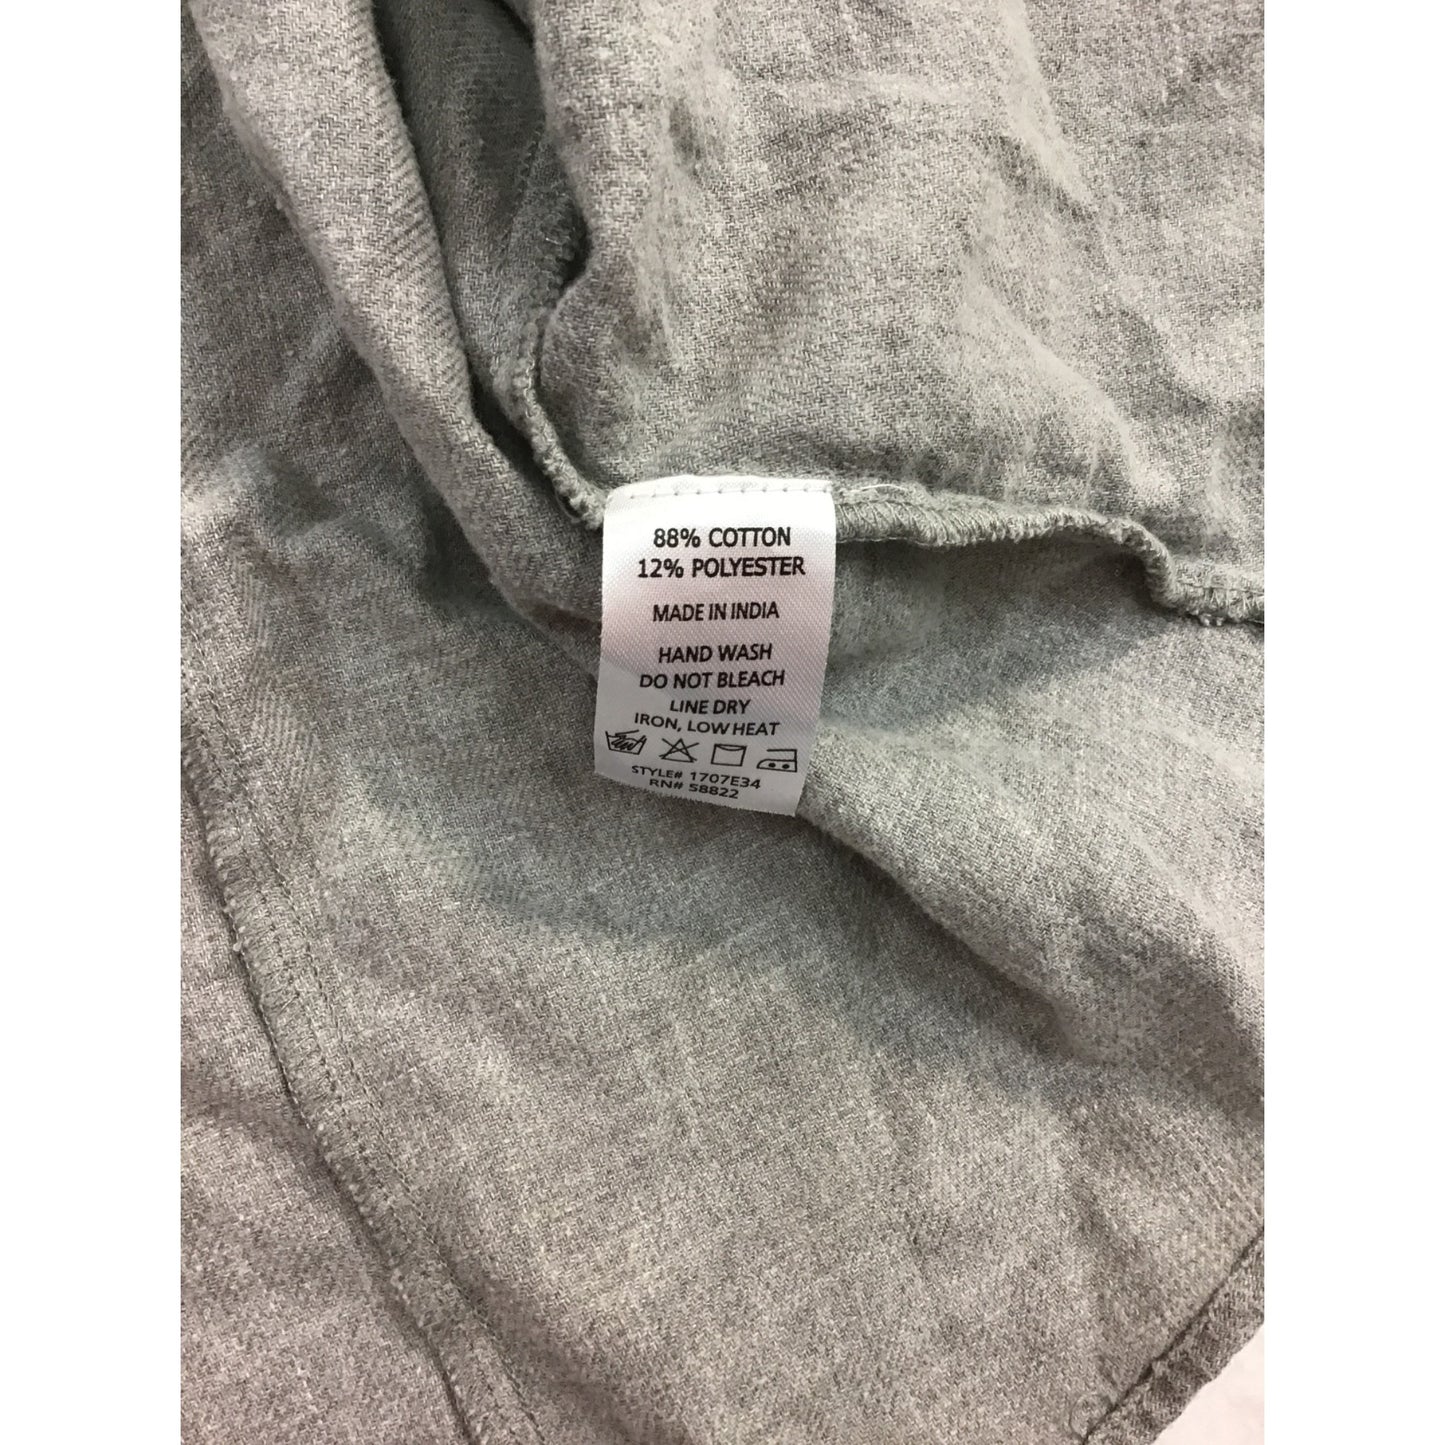 88% COTTON
12% POLYESTER
MADE IN INDIA
HAND WASH
DO NOT BLEACH
LINE DRY
IRON, LOW HEAT
STYLE# 1707E34
RN# 58822